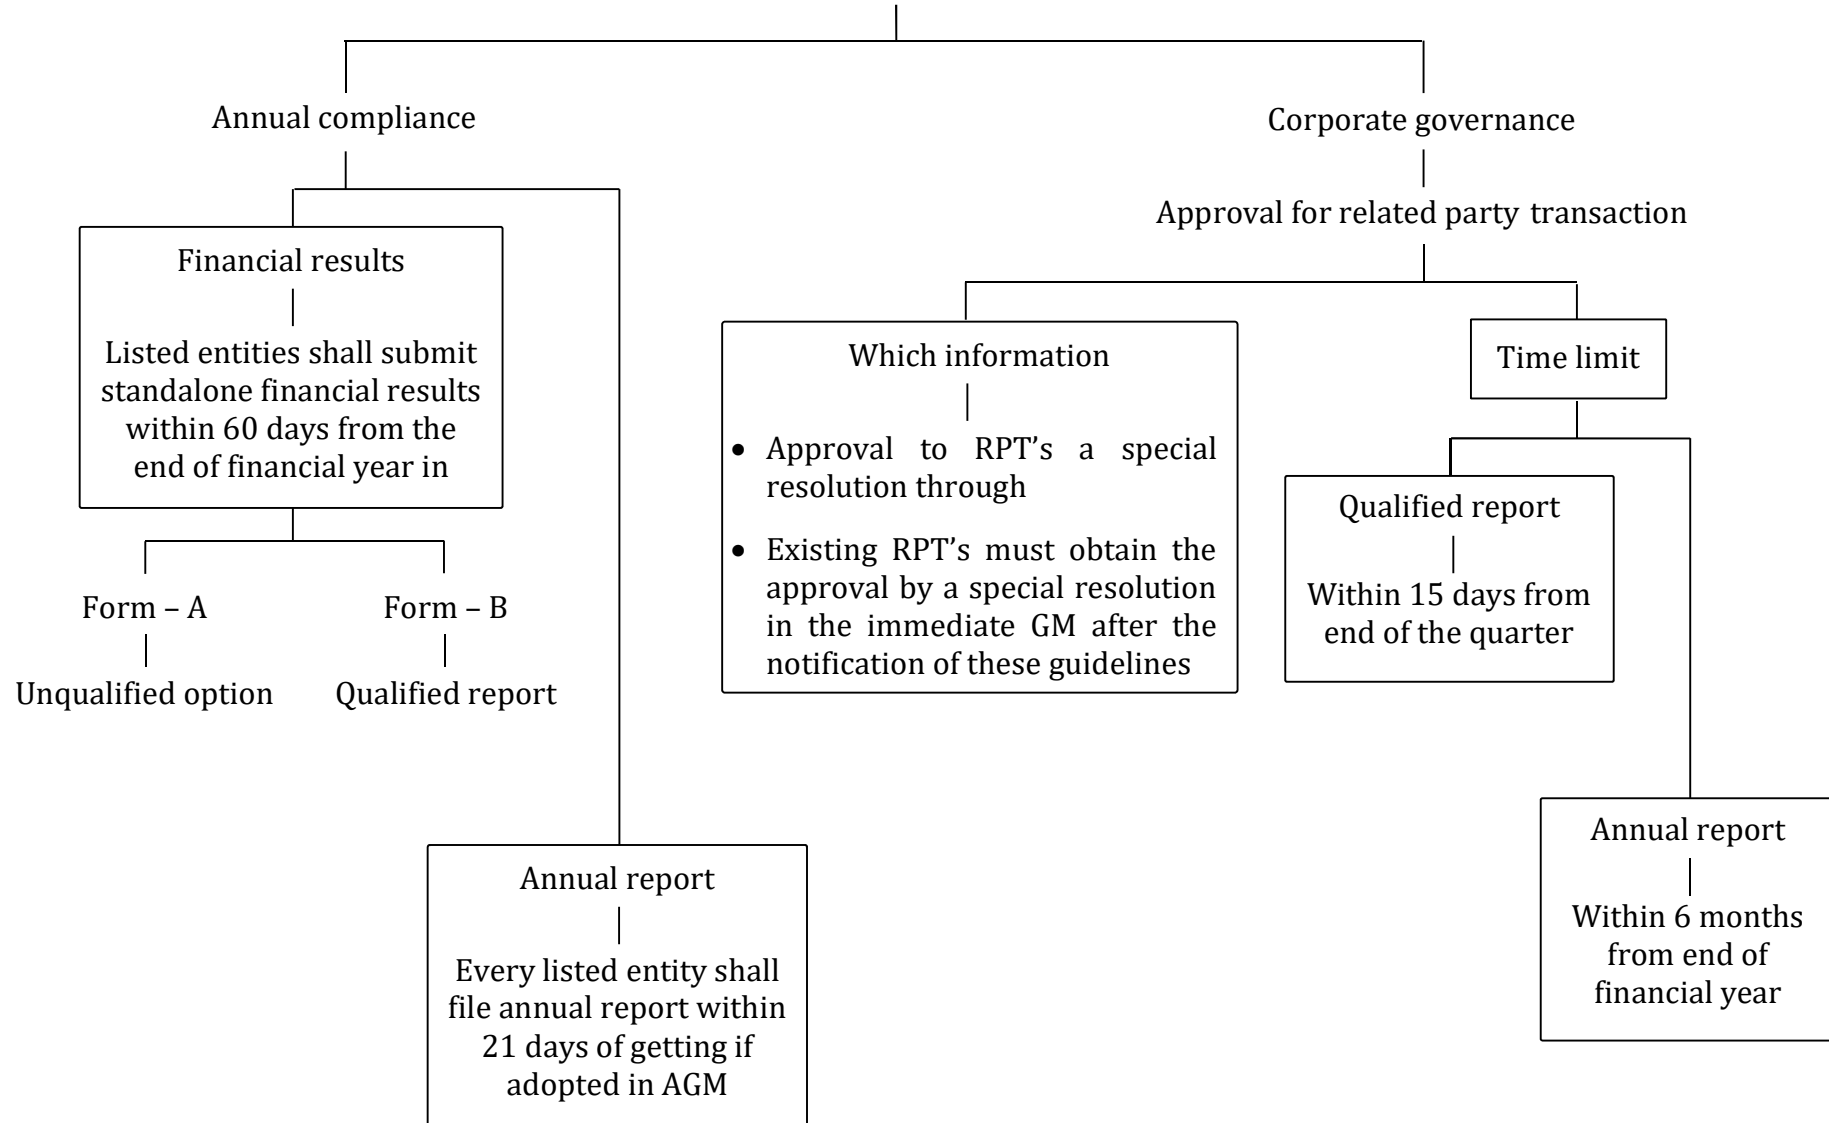 Annual compliance
Corporate governance
Approval for related party transaction
Financial results
Listed entities shall submit
standalone financial results
within 60 days from the
end of financial year in
Form – A
Form – B
Unqualified option
Qualified report
Annual report
Every listed entity shall
file annual report within
21 days of getting if
adopted in AGM
Which information
• Approval to RPT's a special
resolution through
• Existing RPT's must obtain the
approval by a special resolution
in the immediate GM after the
notification of these guidelines
Time limit
Qualified report
Within 15 days from
end of the quarter
Annual report
Within 6 months
from end of
financial year